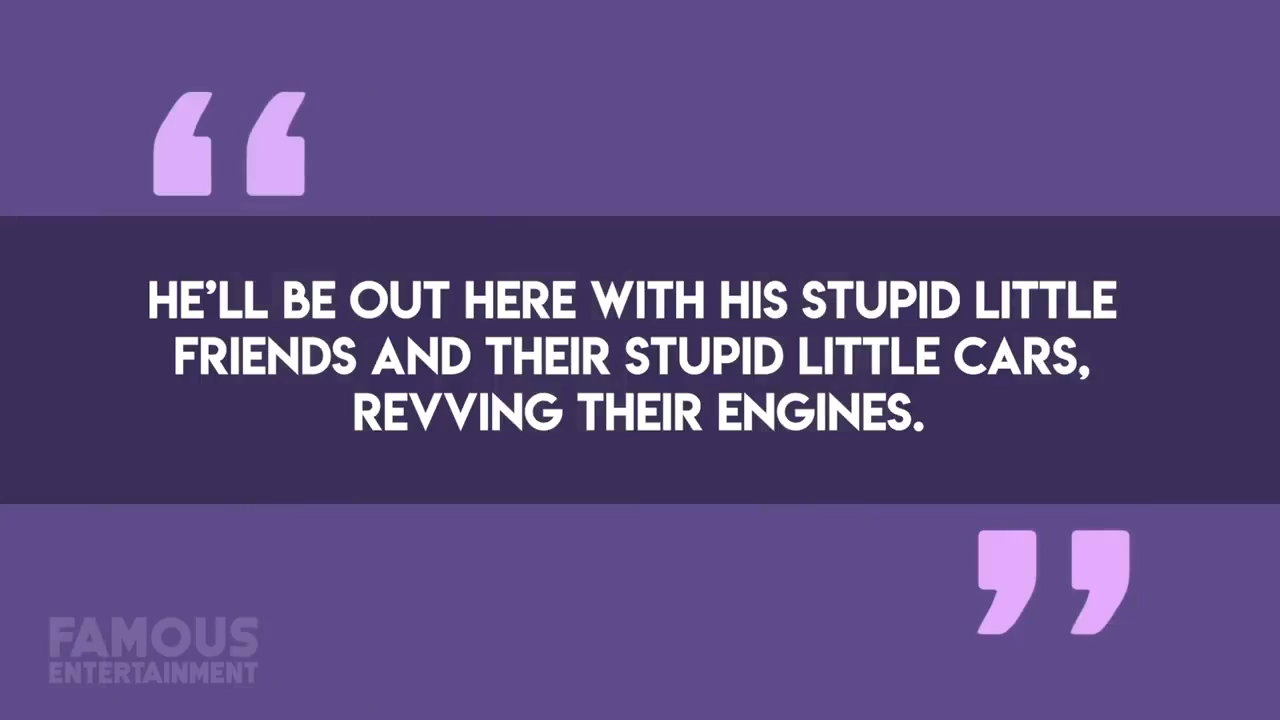 HE'LL BE OUT HERE WITH HIS STUPID LITTLE
FRIENDS AND THEIR STUPID LITTLE CARS,
REVVING THEIR ENGINES.
FAMOUS
ENTERTAINMENT